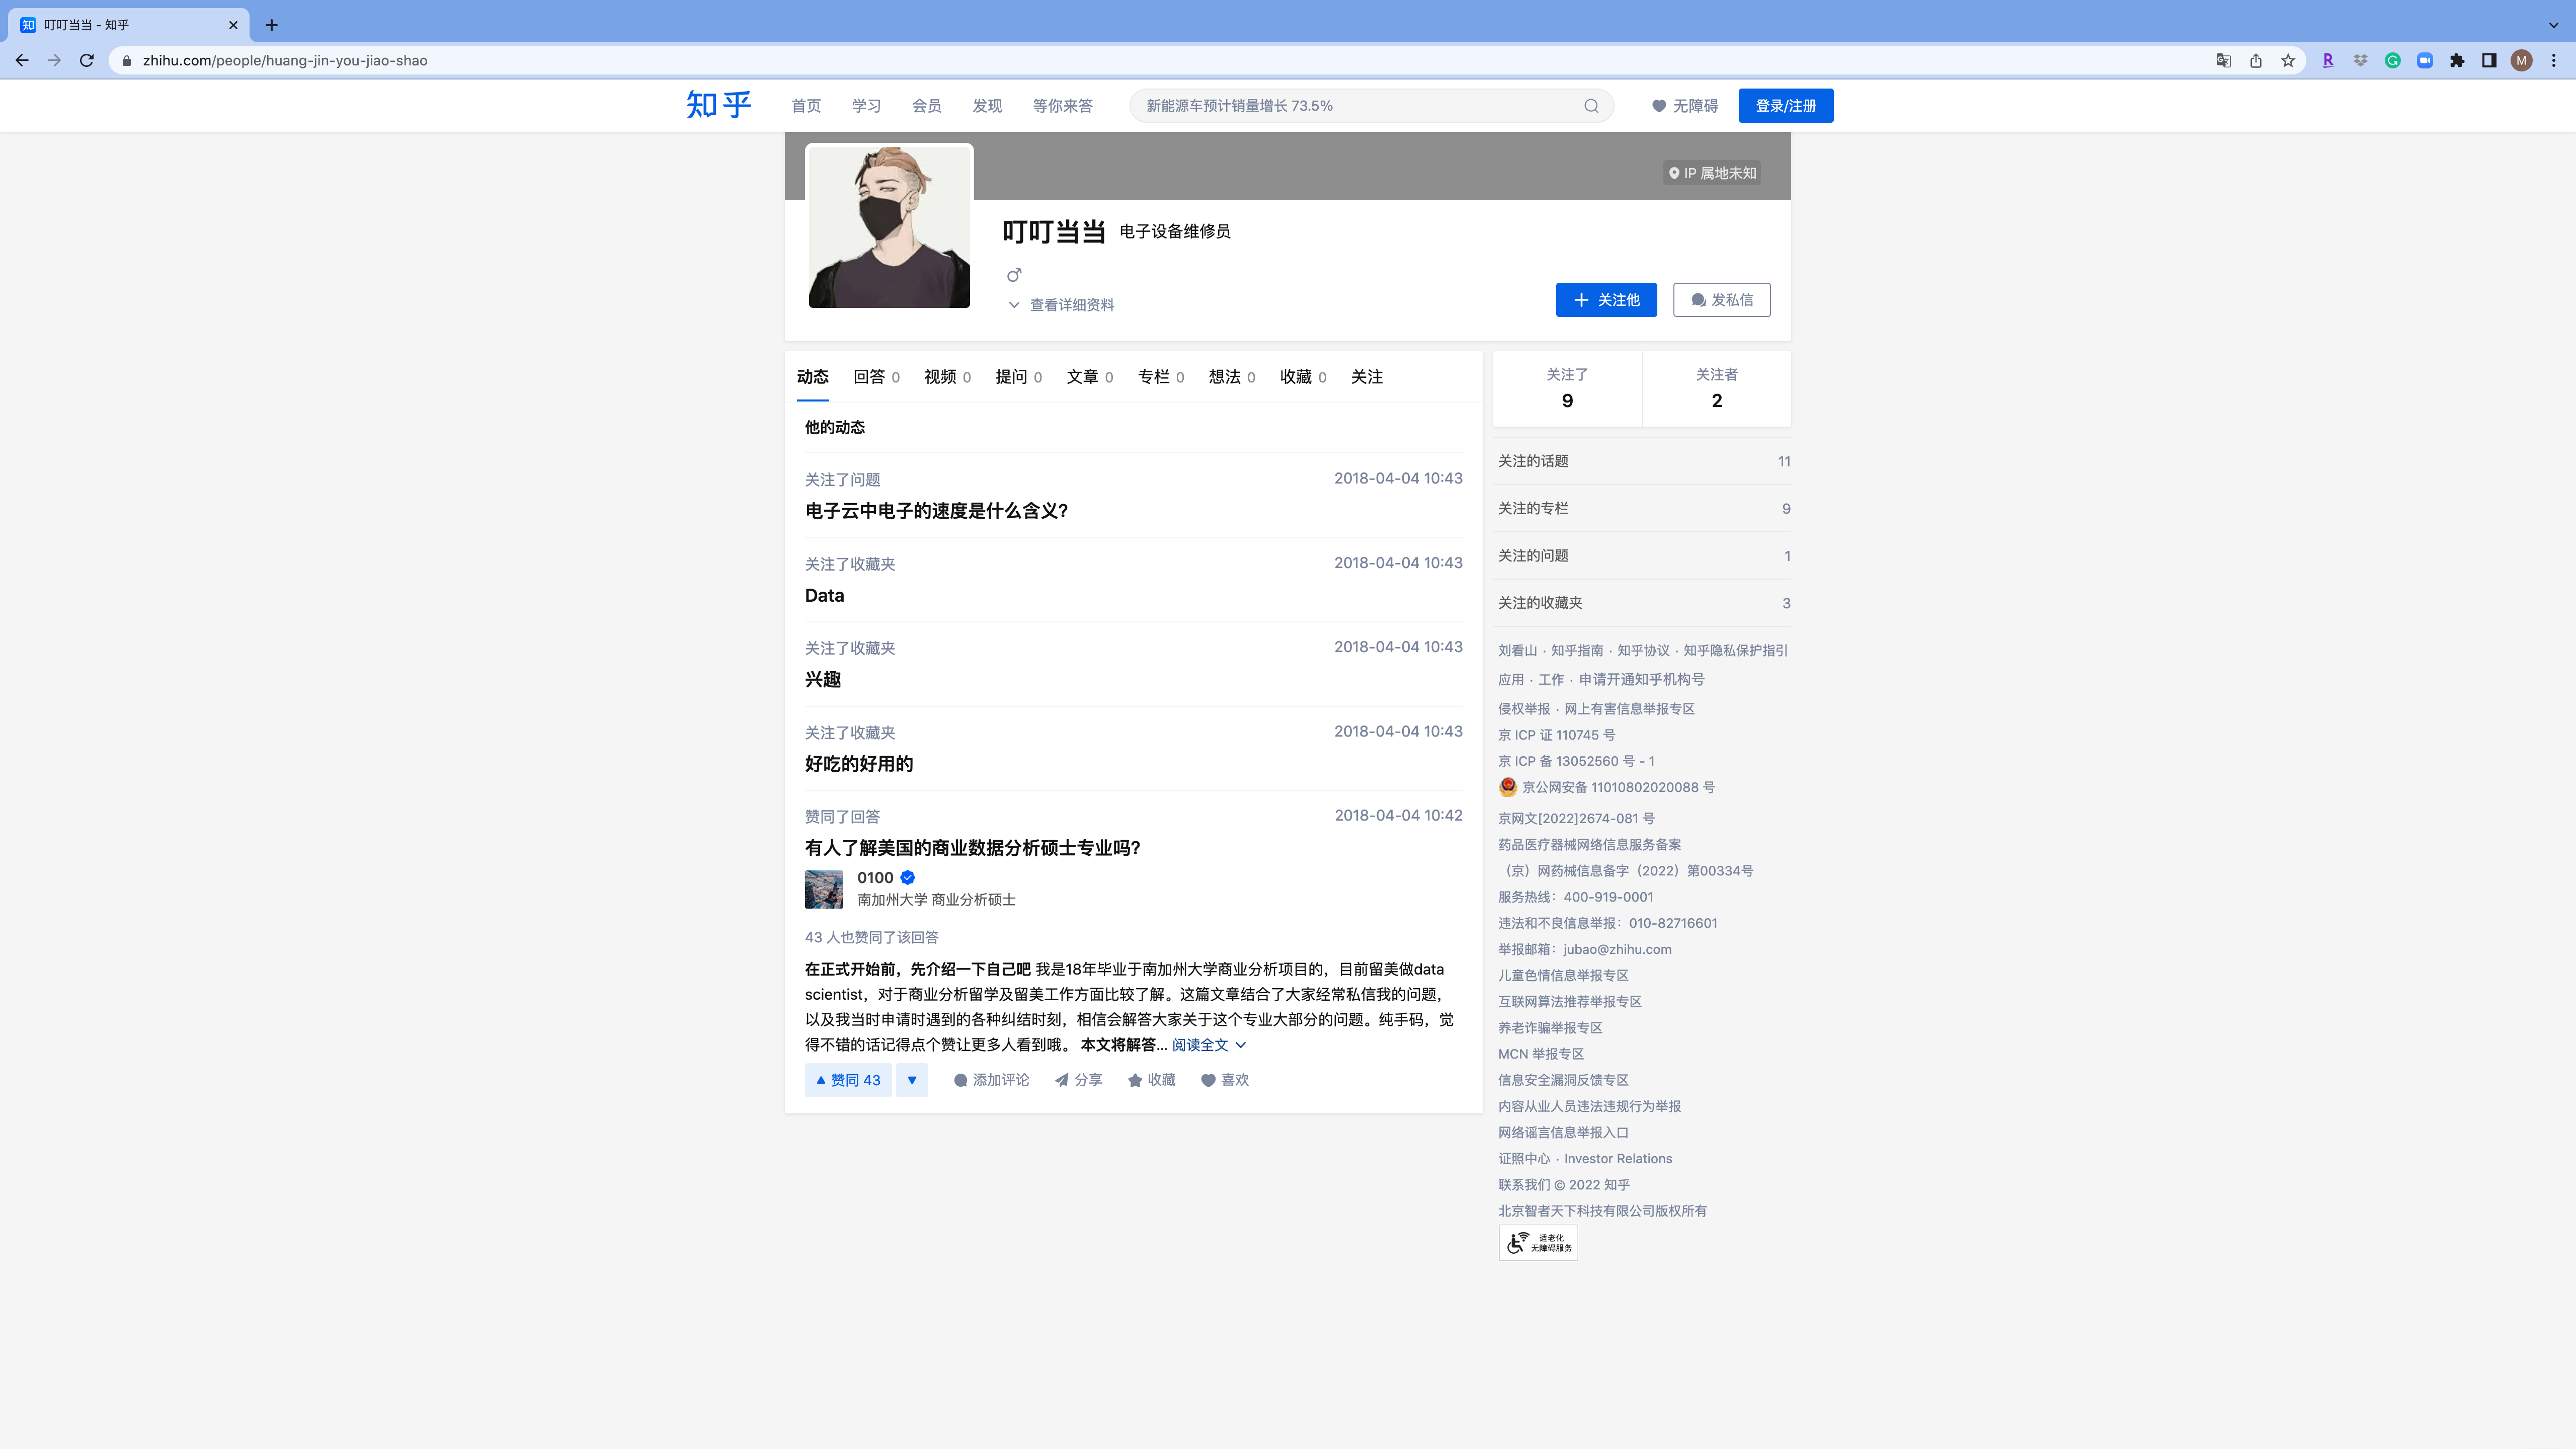 知 叮叮当当 - 知乎
zhihu.com/people/huang-jin-you-jiao-shao
M
知乎 首页 学习 会员 发现 等你来答 新能源车预计销量增长 73.5% 无障碍 登录/注册
IP 属地未知
叮叮当当 电子设备维修员
查看详细资料
关注他 发私信
动态 回答 0 视频 0 提问 0 文章 0 专栏 0 想法 0 收藏 0 关注
他的动态
关注了问题 2018-04-04 10:43
电子云中电子的速度是什么含义?
关注了收藏夹 2018-04-04 10:43
Data
关注了收藏夹 2018-04-04 10:43
兴趣
关注了收藏夹 2018-04-04 10:43
好吃的好用的
赞同了回答 2018-04-04 10:42
有人了解美国的商业数据分析硕士专业吗?
0100
南加州大学 商业分析硕士
43 人也赞同了该回答
在正式开始前，先介绍一下自己吧 我是18年毕业于南加州大学商业分析项目的，目前留美做data
scientist，对于商业分析留学及留美工作方面比较了解。这篇文章结合了大家经常私信我的问题，
以及我当时申请时遇到的各种纠结时刻，相信会解答大家关于这个专业大部分的问题。纯手码，觉
得不错的话记得点个赞让更多人看到哦。 本文将解答... 阅读全文
赞同 43 添加评论 分享 收藏 喜欢
关注了 关注者
9 2
关注的话题 11
关注的专栏 9
关注的问题 1
关注的收藏夹 3
刘看山 · 知乎指南 · 知乎协议 · 知乎隐私保护指引
应用 · 工作 · 申请开通知乎机构号
侵权举报 · 网上有害信息举报专区
京 ICP 证 110745 号
京 ICP 备 13052560 号 - 1
京公网安备 11010802020088 号
京网文[2022]2674-081 号
药品医疗器械网络信息服务备案
（京）网药械信息备字（2022）第00334号
服务热线：400-919-0001
违法和不良信息举报：010-82716601
举报邮箱：jubao@zhihu.com
儿童色情信息举报专区
互联网算法推荐举报专区
养老诈骗举报专区
MCN 举报专区
信息安全漏洞反馈专区
内容从业人员违法违规行为举报
网络谣言信息举报入口
证照中心 · Investor Relations
联系我们 © 2022 知乎
北京智者天下科技有限公司版权所有
适老化
无障碍服务